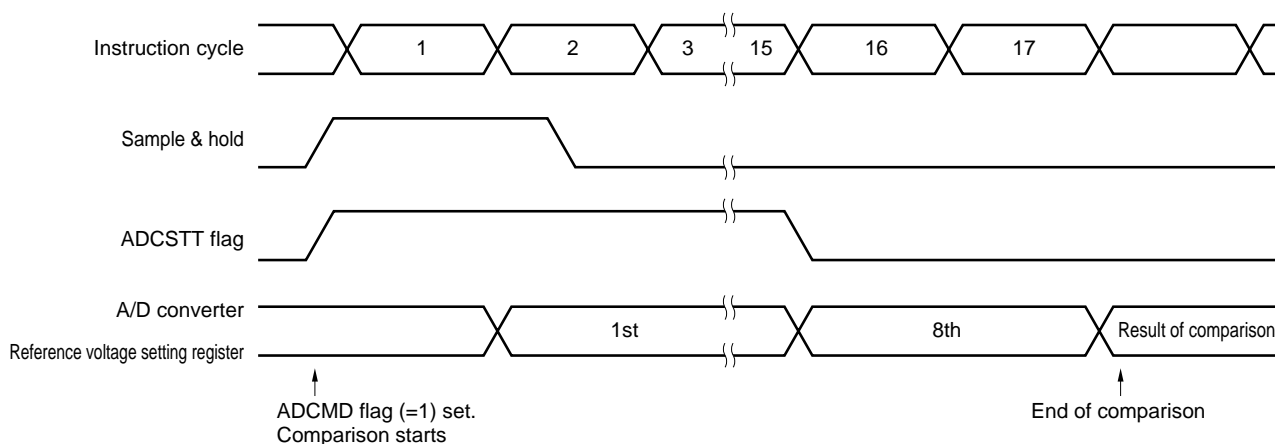 Instruction cycle 1 2 3 15 16 17
Sample & hold
ADCSTT flag
A/D converter
1st 8th Result of comparison
Reference voltage setting register
ADCMD flag (=1) set.
Comparison starts
End of comparison